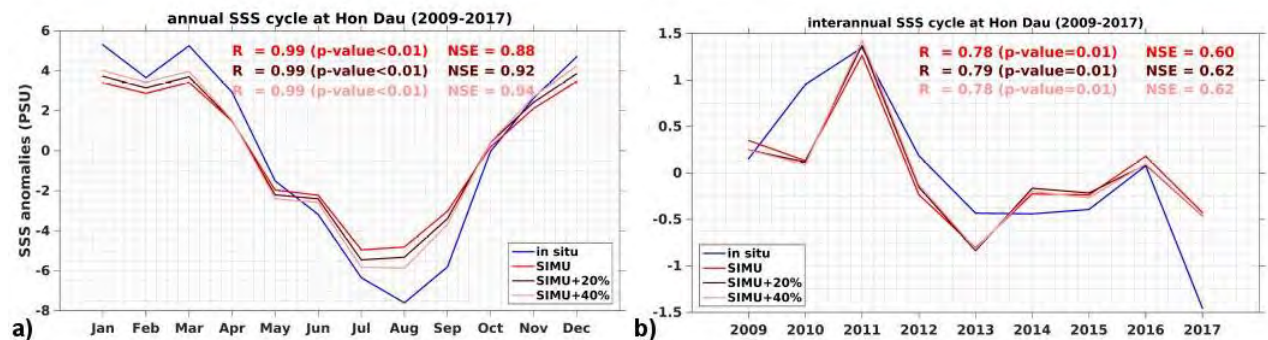 annual SSS cycle at Hon Dau (2009-2017)
SSS anomalies (PSU)
6
4
2
0
-2
-4
-6
-8
R = 0.99 (p-value<0.01) NSE = 0.88
R = 0.99 (p-value<0.01) NSE = 0.92
R = 0.99 (p-value<0.01) NSE = 0.94
in situ
SIMU
SIMU+20%
SIMU+40%
Jan Feb Mar Apr May Jun Jul Aug Sep Oct Nov Dec
a)
interannual SSS cycle at Hon Dau (2009-2017)
1.5
1
0.5
0
-0.5
-1
-1.5
R = 0.78 (p-value=0.01) NSE = 0.60
R = 0.79 (p-value=0.01) NSE = 0.62
R = 0.78 (p-value=0.01) NSE = 0.62
in situ
SIMU
SIMU+20%
SIMU+40%
2009 2010 2011 2012 2013 2014 2015 2016 2017
b)